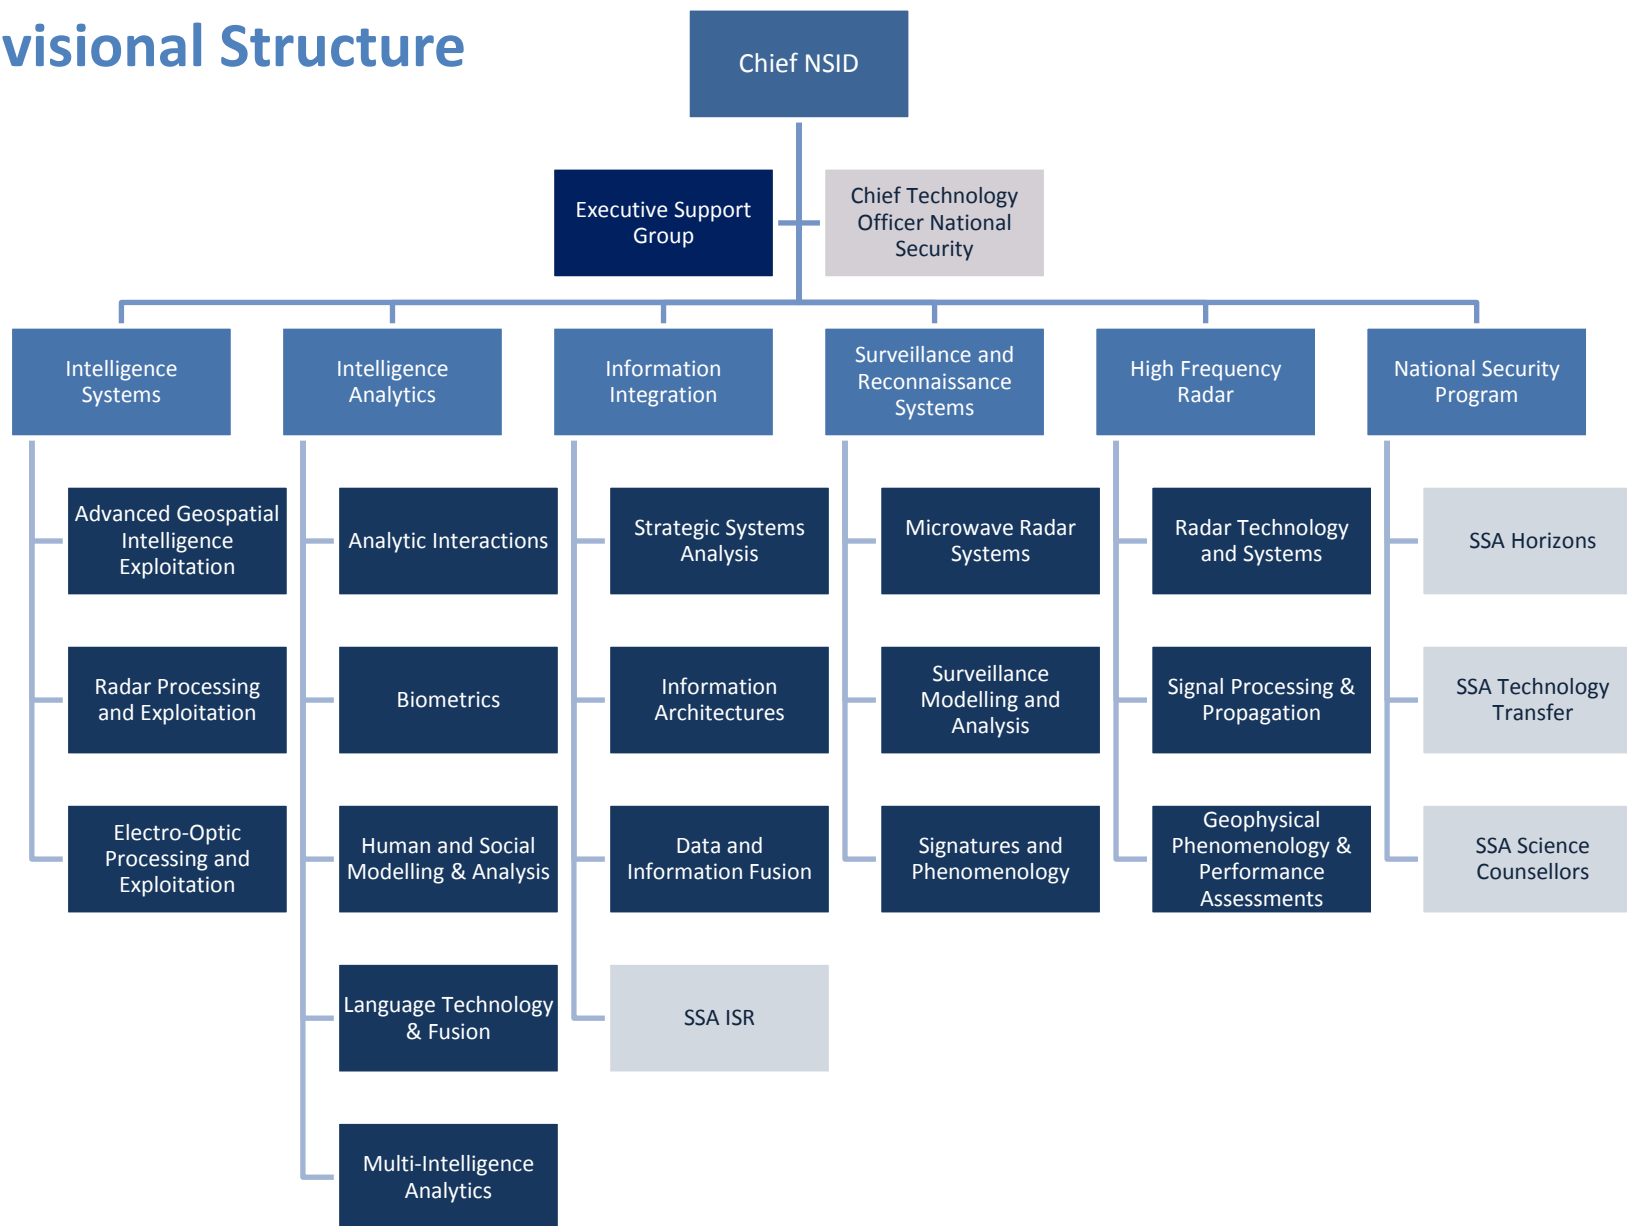 visional Structure
Chief NSID
Executive Support
Group
Chief Technology
Officer National
Security
Intelligence
Systems
Intelligence
Analytics
Information
Integration
Surveillance and
Reconnaissance
Systems
High Frequency
Radar
National Security
Program
Advanced Geospatial
Intelligence
Exploitation
Radar Processing
and Exploitation
Electro-Optic
Processing and
Exploitation
Analytic Interactions
Biometrics
Human and Social
Modelling & Analysis
Language Technology
& Fusion
Multi-Intelligence
Analytics
Strategic Systems
Analysis
Information
Architectures
Data and
Information Fusion
SSA ISR
Microwave Radar
Systems
Surveillance
Modelling and
Analysis
Signatures and
Phenomenology
Radar Technology
and Systems
Signal Processing &
Propagation
Geophysical
Phenomenology &
Performance
Assessments
SSA Horizons
SSA Technology
Transfer
SSA Science
Counsellors